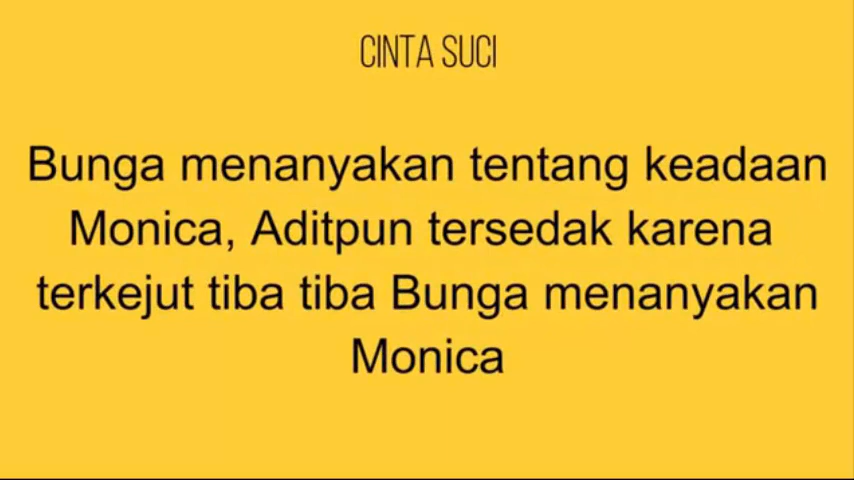 CINTA SUCI
Bunga menanyakan tentang keadaan
Monica, Aditpun tersedak karena
terkejut tiba tiba Bunga menanyakan
Monica